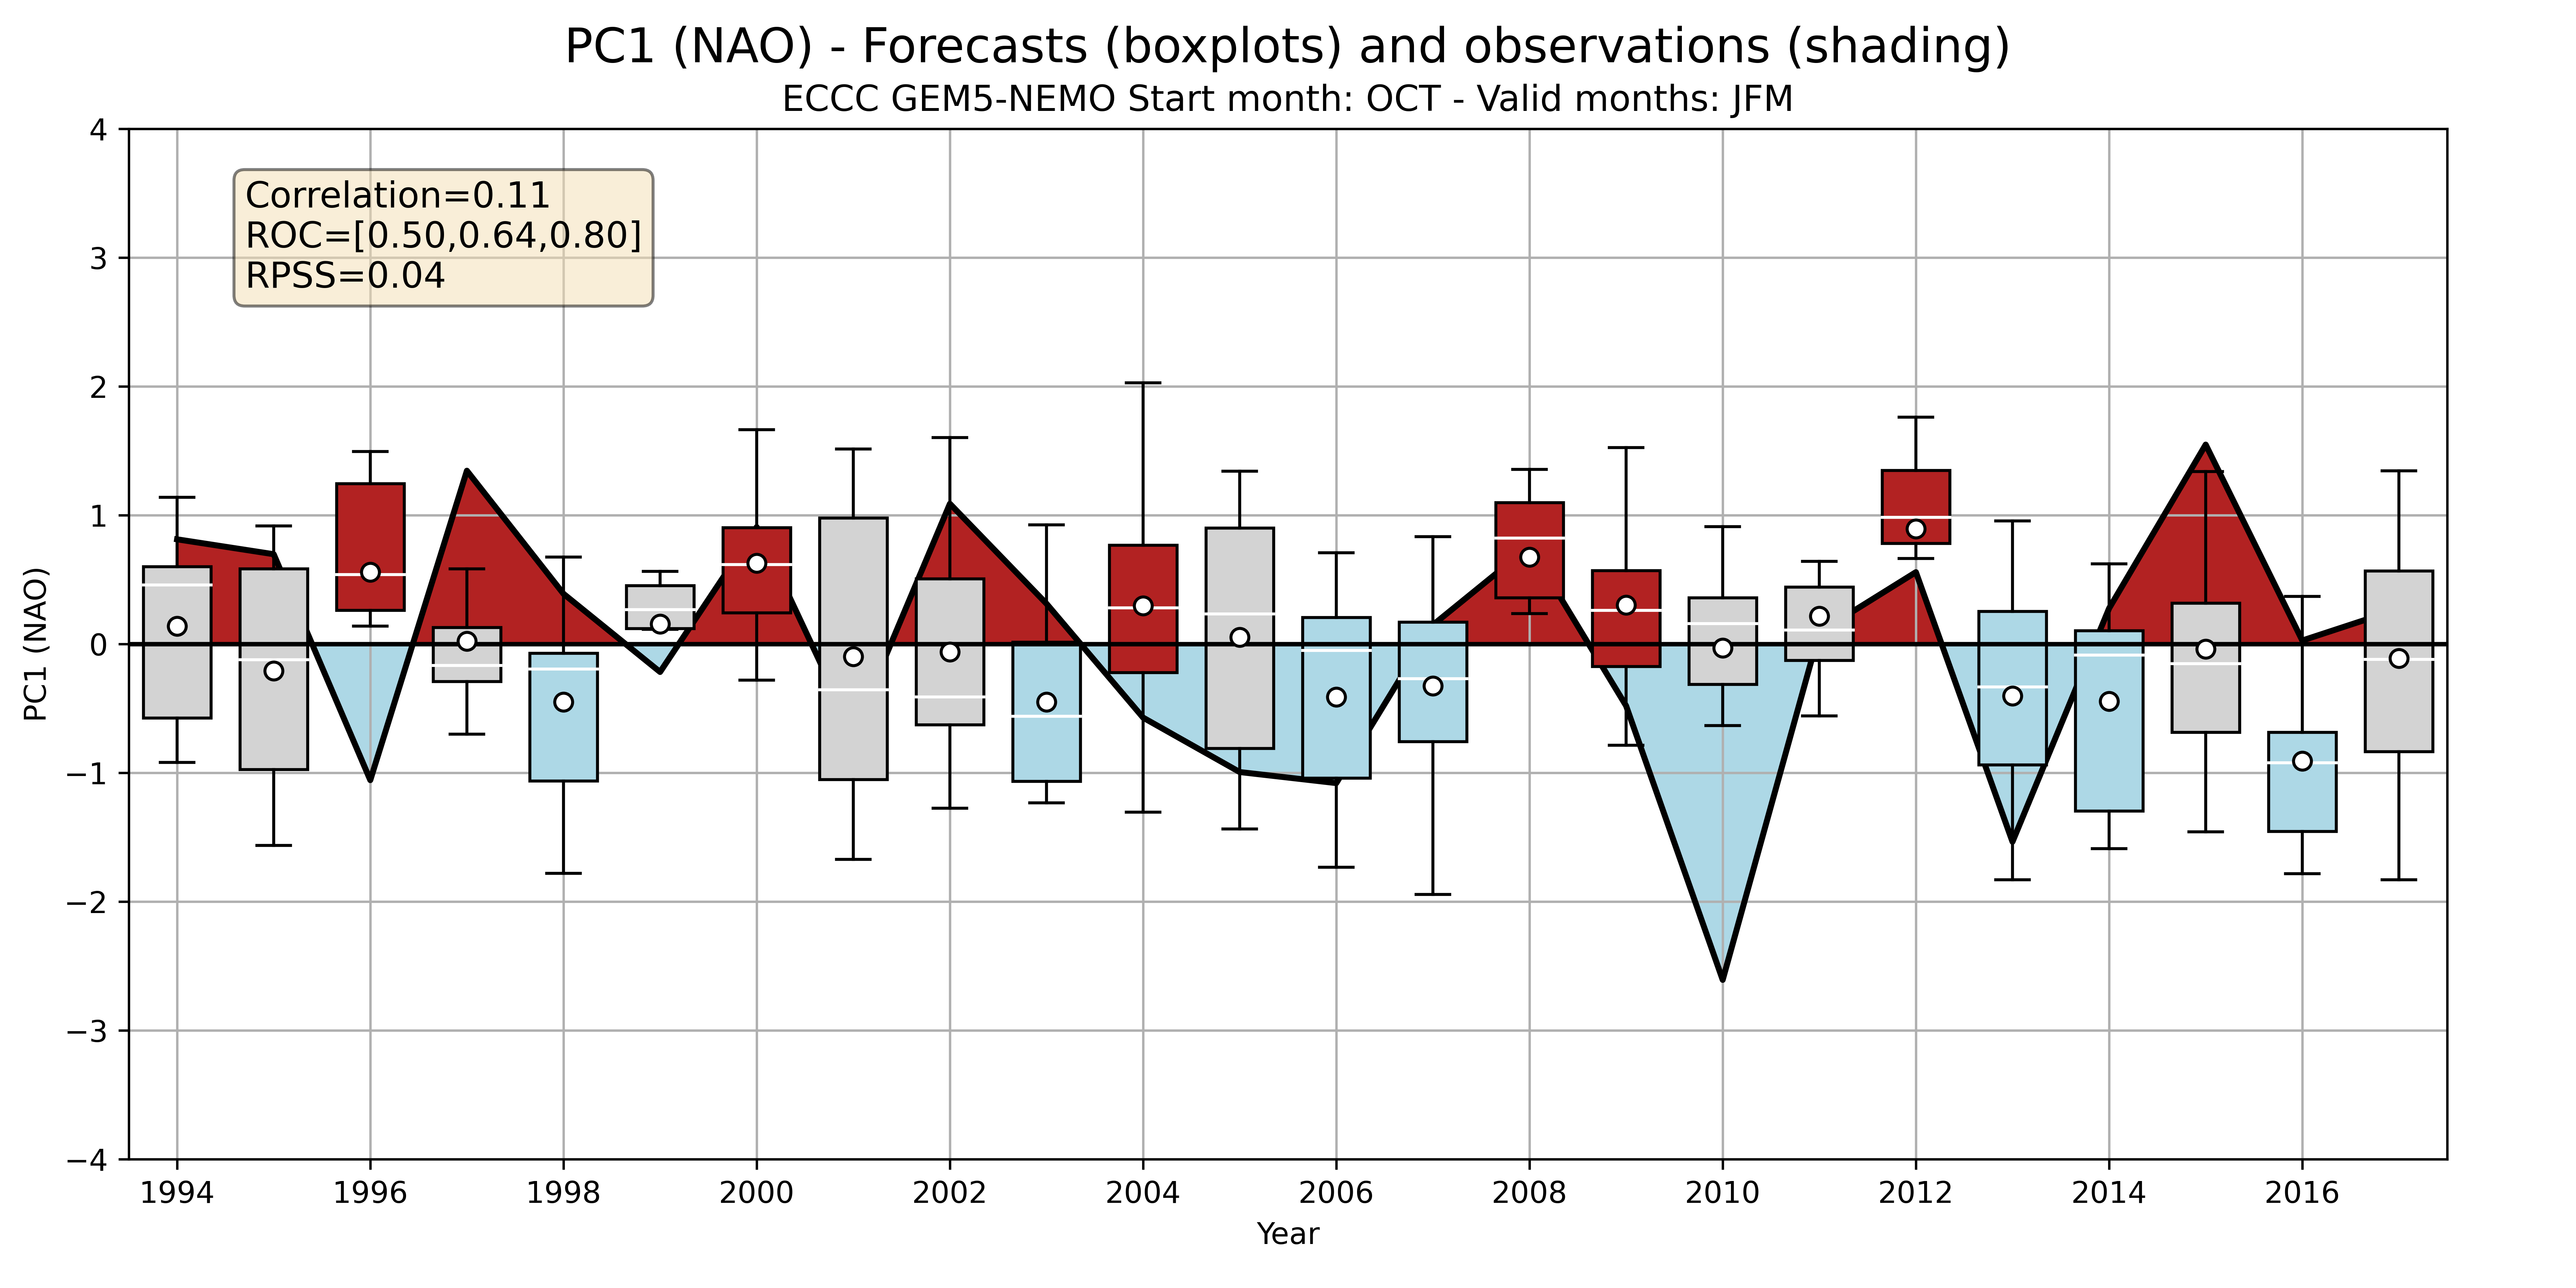 PC1 (NAO) - Forecasts (boxplots) and observations (shading)
ECCC GEM5-NEMO Start month: OCT - Valid months: JFM
Correlation=0.11
ROC=[0.50,0.64,0.80]
RPSS=0.04
PC1 (NAO)
4
3
2
1
0
−1
−2
−3
−4
1994 1996 1998 2000 2002 2004 2006 2008 2010 2012 2014 2016
Year